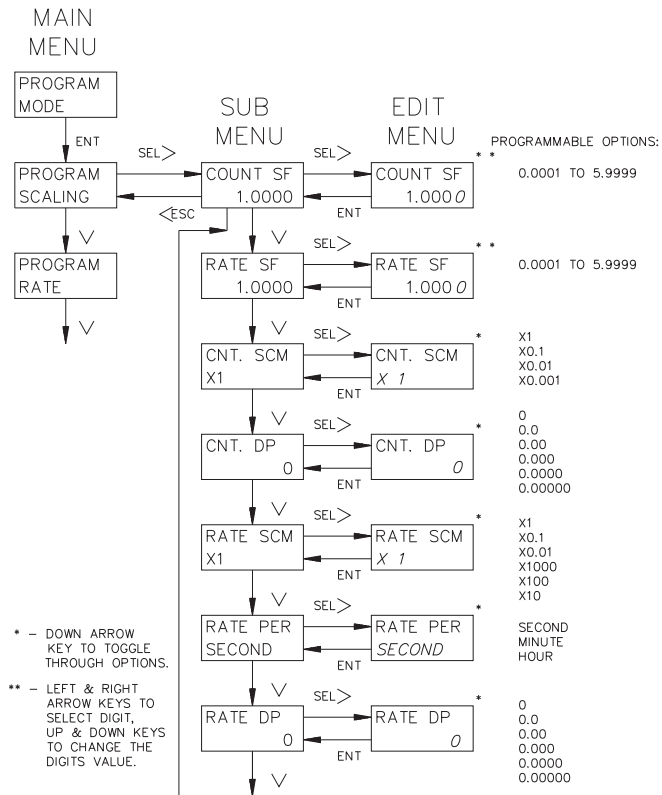 MAIN
MENU
PROGRAM
MODE
ENT
SUB
MENU
EDIT
MENU
PROGRAMMABLE OPTIONS:
SEL>
SEL>
PROGRAM
SCALING
COUNT SF
1.0000
COUNT SF
1.0000
* *
0.0001 TO 5.9999
<ESC
ENT
PROGRAM
RATE
SEL>
RATE SF
1.0000
RATE SF
1.0000
* *
0.0001 TO 5.9999
ENT
SEL>
CNT. SCM
X1
CNT. SCM
X 1
*
X1
X0.1
X0.01
X0.001
ENT
SEL>
CNT. DP
0
CNT. DP
0
*
0
0.0
0.00
0.000
0.0000
0.00000
ENT
SEL>
RATE SCM
X1
RATE SCM
X 1
*
X1
X0.1
X0.01
X1000
X100
X10
ENT
SEL>
RATE PER
SECOND
RATE PER
SECOND
*
SECOND
MINUTE
HOUR
ENT
SEL>
RATE DP
0
RATE DP
0
*
0
0.0
0.00
0.000
0.0000
0.00000
ENT
* – DOWN ARROW
KEY TO TOGGLE
THROUGH OPTIONS.
** – LEFT & RIGHT
ARROW KEYS TO
SELECT DIGIT,
UP & DOWN KEYS
TO CHANGE THE
DIGITS VALUE.